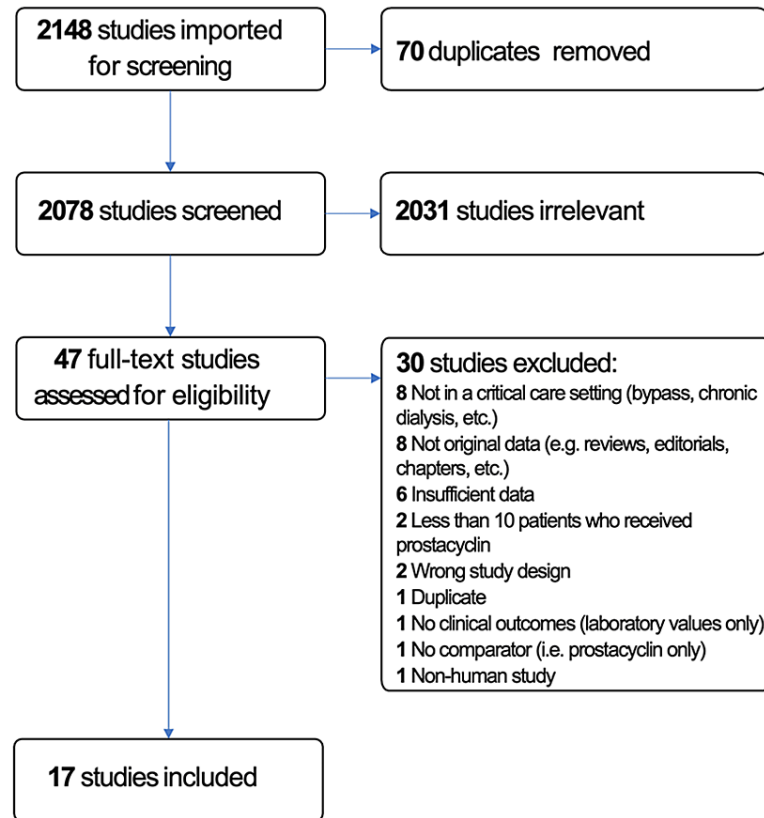 2148 studies imported
for screening
70 duplicates removed
2078 studies screened
2031 studies irrelevant
47 full-text studies
assessed for eligibility
30 studies excluded:
8 Not in a critical care setting (bypass, chronic
dialysis, etc.)
8 Not original data (e.g. reviews, editorials,
chapters, etc.)
6 Insufficient data
2 Less than 10 patients who received
prostacyclin
2 Wrong study design
1 Duplicate
1 No clinical outcomes (laboratory values only)
1 No comparator (i.e. prostacyclin only)
1 Non-human study
17 studies included